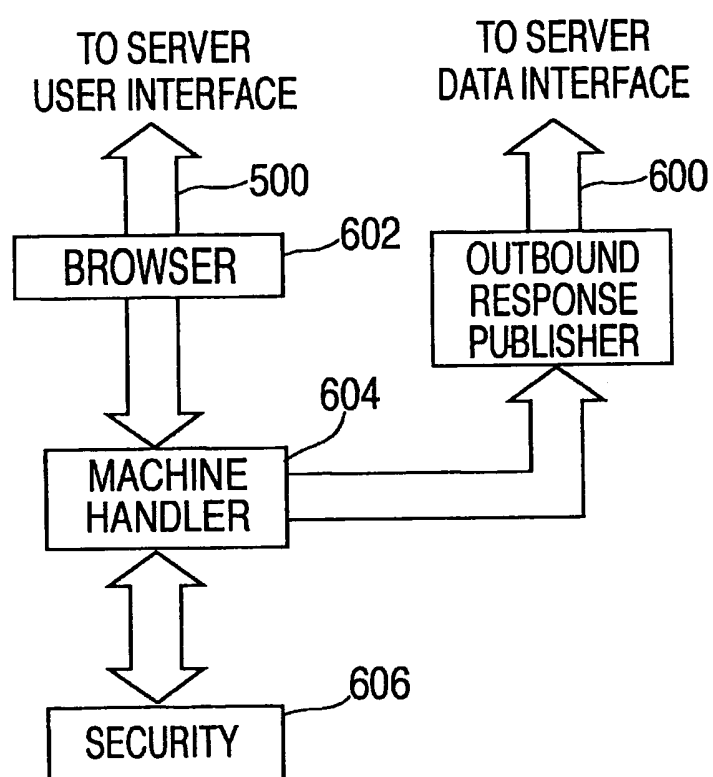 TO SERVER
USER INTERFACE
TO SERVER
DATA INTERFACE
500
600
BROWSER
602
OUTBOUND
RESPONSE
PUBLISHER
604
MACHINE
HANDLER
606
SECURITY